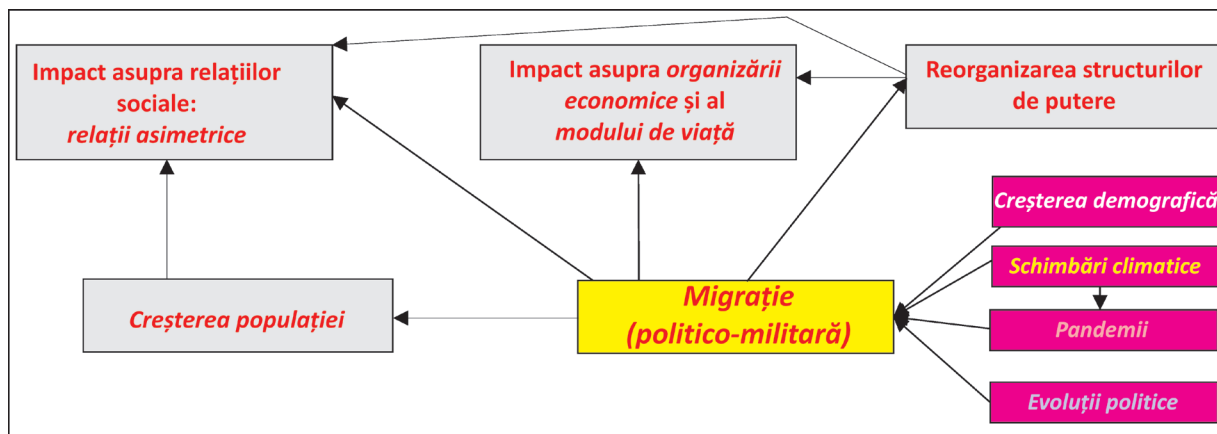 Impact asupra relațiilor
sociale:
relații asimetrice
Impact asupra organizării
economice și al
modului de viață
Reorganizarea structurilor
de putere
Creșterea demografică
Schimbări climatice
Pandemii
Evoluții politice
Migrație
(politico-militară)
Creșterea populației